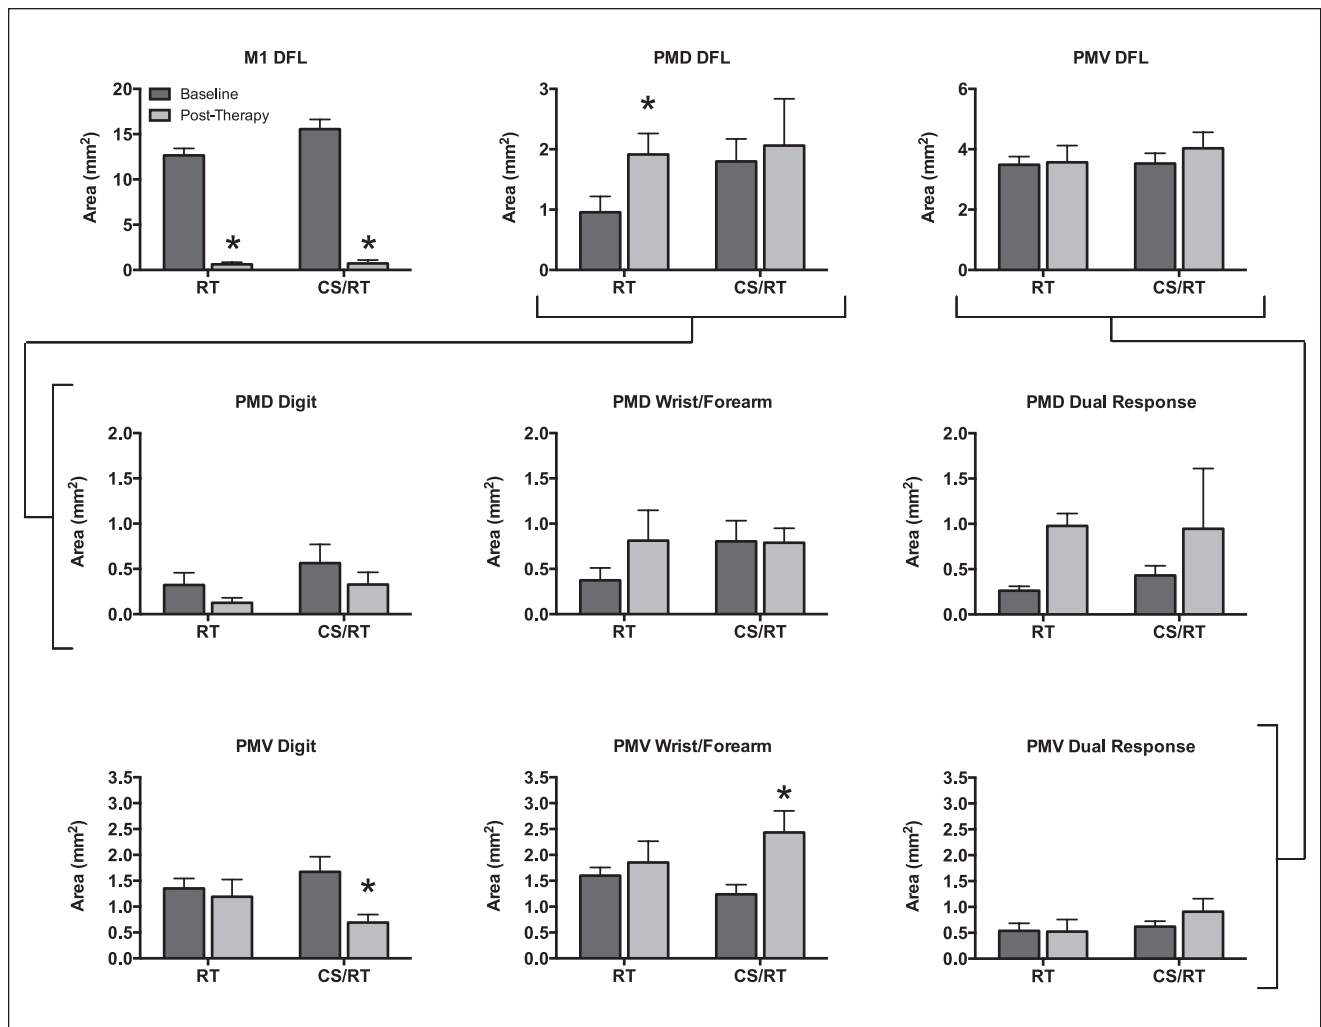 M1 DFL
Area (mm²)
20
15
10
5
0
Baseline
Post-Therapy
*
*
RT
CS/RT
PMD DFL
Area (mm²)
3
2
1
0
*
RT
CS/RT
PMV DFL
Area (mm²)
6
4
2
0
RT
CS/RT
PMD Digit
Area (mm²)
2.0
1.5
1.0
0.5
0.0
RT
CS/RT
PMD Wrist/Forearm
Area (mm²)
2.0
1.5
1.0
0.5
0.0
RT
CS/RT
PMD Dual Response
Area (mm²)
2.0
1.5
1.0
0.5
0.0
RT
CS/RT
PMV Digit
Area (mm²)
3.5
3.0
2.5
2.0
1.5
1.0
0.5
0.0
*
RT
CS/RT
PMV Wrist/Forearm
Area (mm²)
3.5
3.0
2.5
2.0
1.5
1.0
0.5
0.0
*
RT
CS/RT
PMV Dual Response
Area (mm²)
3.5
3.0
2.5
2.0
1.5
1.0
0.5
0.0
RT
CS/RT